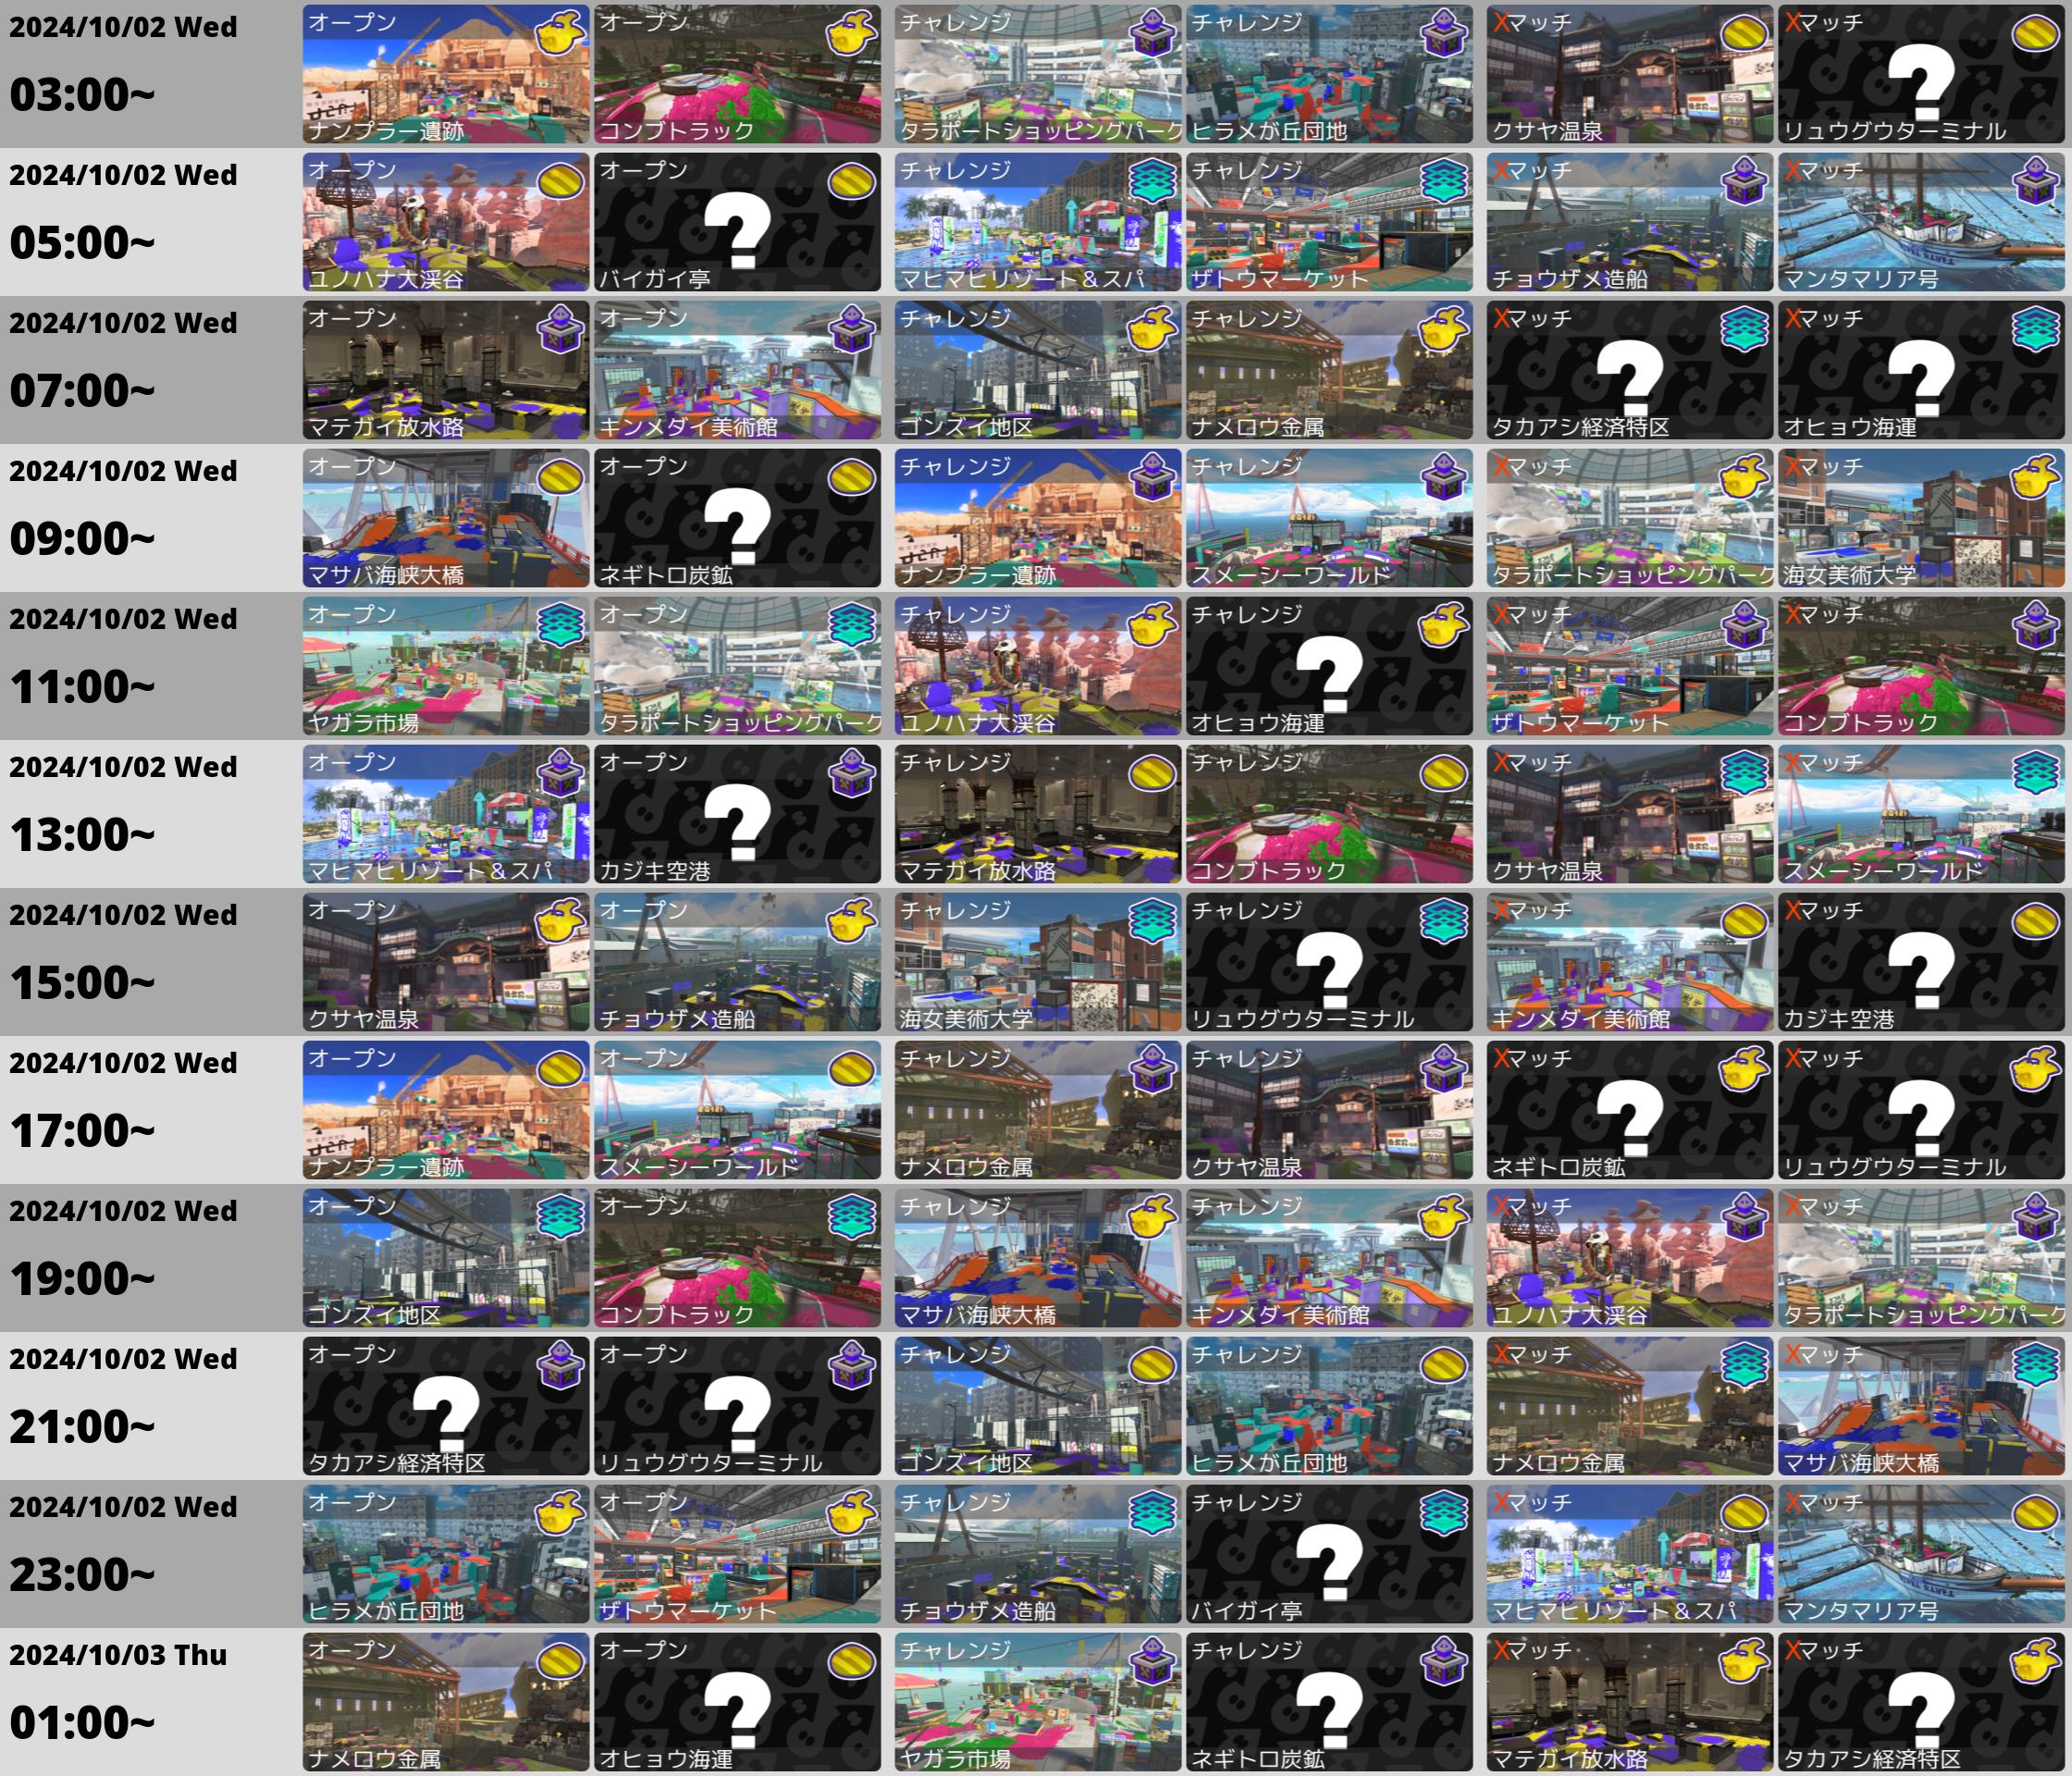 2024/10/02 Wed
03:00~
オープン
ナンプラー遺跡
オープン
コンブトラック
チャレンジ
タラポートショッピングパーク
チャレンジ
ヒラメが丘団地
Xマッチ
クサヤ温泉
Xマッチ
リュウグウターミナル
2024/10/02 Wed
05:00~
オープン
ユノハナ大渓谷
オープン
バイガイ亭
チャレンジ
マヒマヒリゾート&スパ
チャレンジ
ザトウマーケット
Xマッチ
チョウザメ造船
Xマッチ
マンタマリア号
2024/10/02 Wed
07:00~
オープン
マテガイ放水路
オープン
キンメダイ美術館
チャレンジ
ゴンズイ地区
チャレンジ
ナメロウ金属
Xマッチ
タカアシ経済特区
Xマッチ
オヒョウ海運
2024/10/02 Wed
09:00~
オープン
マサバ海峡大橋
オープン
ネギトロ炭鉱
チャレンジ
ナンプラー遺跡
チャレンジ
スメーシーワールド
Xマッチ
タラポートショッピングパーク
Xマッチ
海女美術大学
2024/10/02 Wed
11:00~
オープン
ヤガラ市場
オープン
タラポートショッピングパーク
チャレンジ
ユノハナ大渓谷
チャレンジ
オヒョウ海運
Xマッチ
ザトウマーケット
Xマッチ
コンブトラック
2024/10/02 Wed
13:00~
オープン
マヒマヒリゾート&スパ
オープン
カジキ空港
チャレンジ
マテガイ放水路
チャレンジ
コンブトラック
Xマッチ
クサヤ温泉
Xマッチ
スメーシーワールド
2024/10/02 Wed
15:00~
オープン
クサヤ温泉
オープン
チョウザメ造船
チャレンジ
海女美術大学
チャレンジ
リュウグウターミナル
Xマッチ
キンメダイ美術館
Xマッチ
カジキ空港
2024/10/02 Wed
17:00~
オープン
ナンプラー遺跡
オープン
スメーシーワールド
チャレンジ
ナメロウ金属
チャレンジ
クサヤ温泉
Xマッチ
ネギトロ炭鉱
Xマッチ
リュウグウターミナル
2024/10/02 Wed
19:00~
オープン
ゴンズイ地区
オープン
コンブトラック
チャレンジ
マサバ海峡大橋
チャレンジ
キンメダイ美術館
Xマッチ
ユノハナ大渓谷
Xマッチ
タラポートショッピングパーク
2024/10/02 Wed
21:00~
オープン
タカアシ経済特区
オープン
リュウグウターミナル
チャレンジ
ゴンズイ地区
チャレンジ
ヒラメが丘団地
Xマッチ
ナメロウ金属
Xマッチ
マサバ海峡大橋
2024/10/02 Wed
23:00~
オープン
ヒラメが丘団地
オープン
ザトウマーケット
チャレンジ
チョウザメ造船
チャレンジ
バイガイ亭
Xマッチ
マヒマヒリゾート&スパ
Xマッチ
マンタマリア号
2024/10/03 Thu
01:00~
オープン
ナメロウ金属
オープン
オヒョウ海運
チャレンジ
ヤガラ市場
チャレンジ
ネギトロ炭鉱
Xマッチ
マテガイ放水路
Xマッチ
タカアシ経済特区